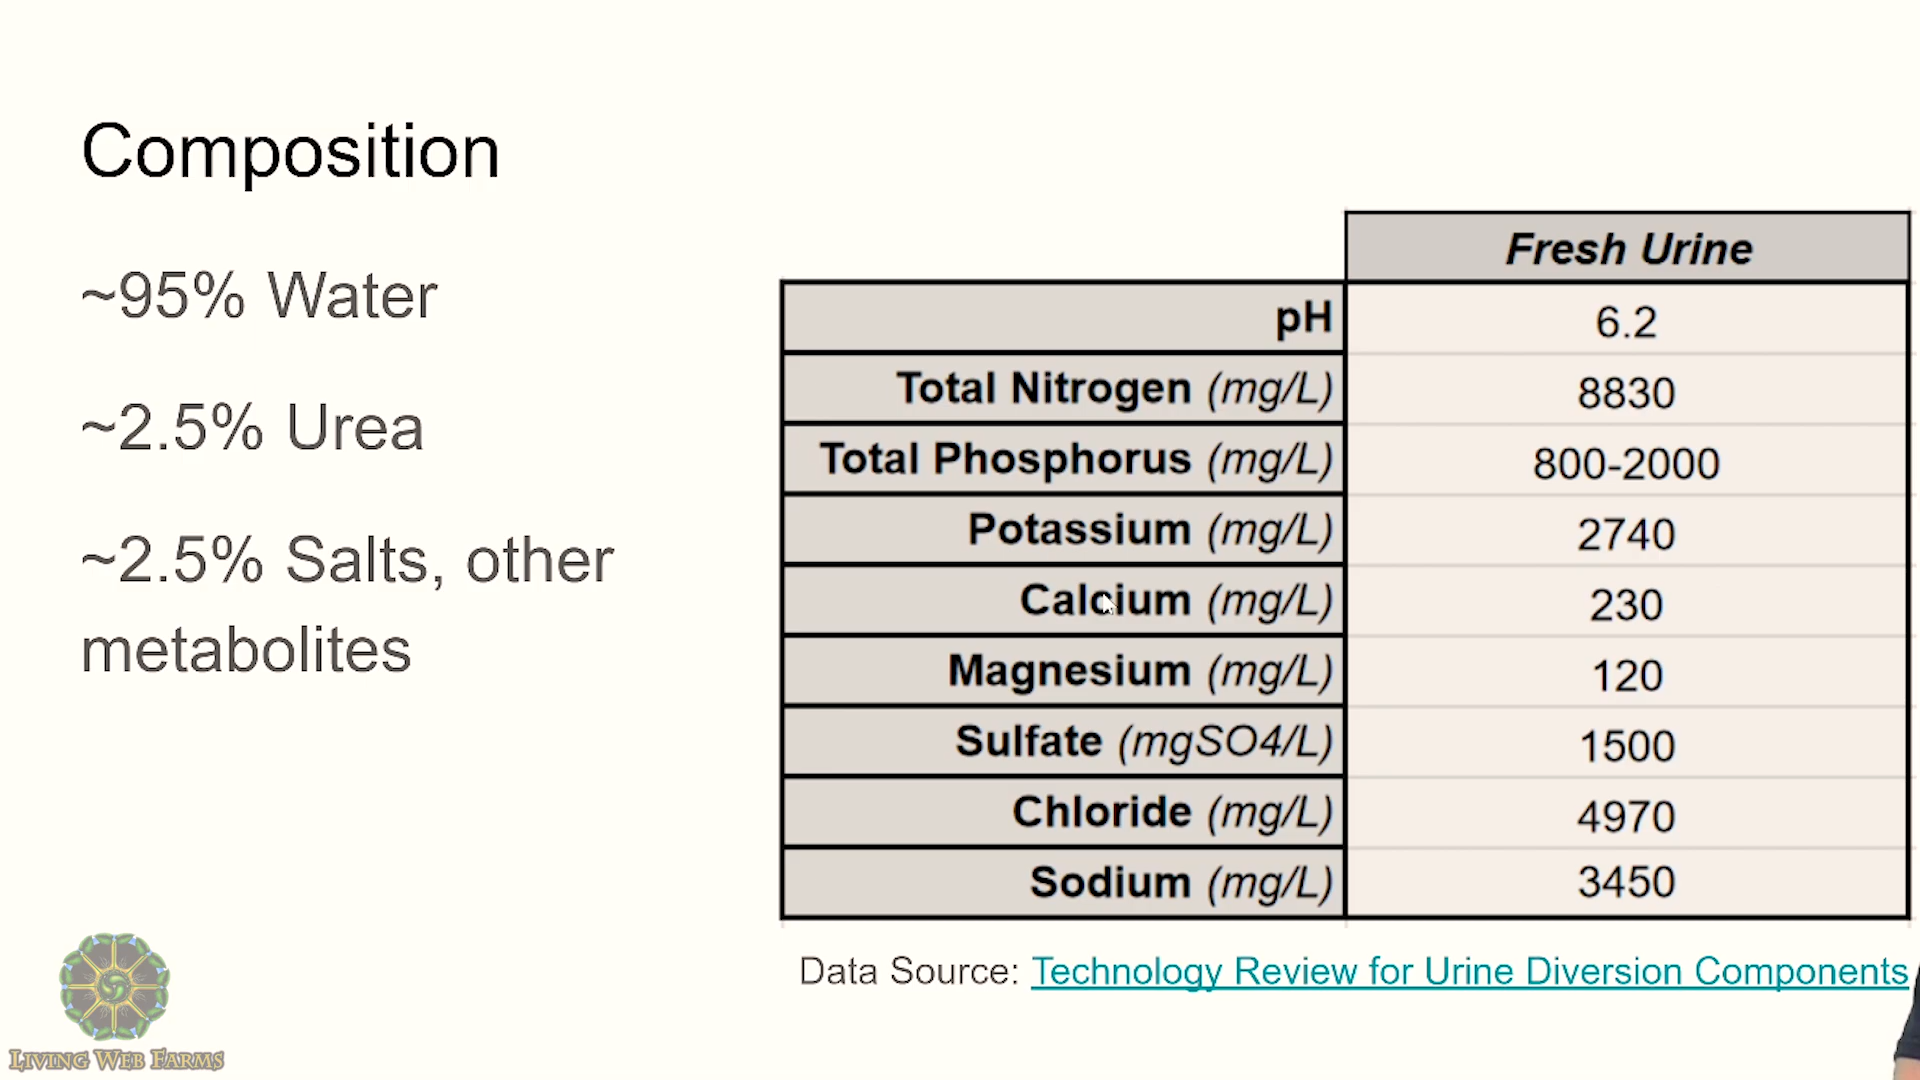 Composition
~95% Water
~2.5% Urea
~2.5% Salts, other
metabolites
Fresh Urine
pH 6.2
Total Nitrogen (mg/L) 8830
Total Phosphorus (mg/L) 800-2000
Potassium (mg/L) 2740
Calcium (mg/L) 230
Magnesium (mg/L) 120
Sulfate (mgSO4/L) 1500
Chloride (mg/L) 4970
Sodium (mg/L) 3450
Data Source: Technology Review for Urine Diversion Components
LIVING WEB FARMS